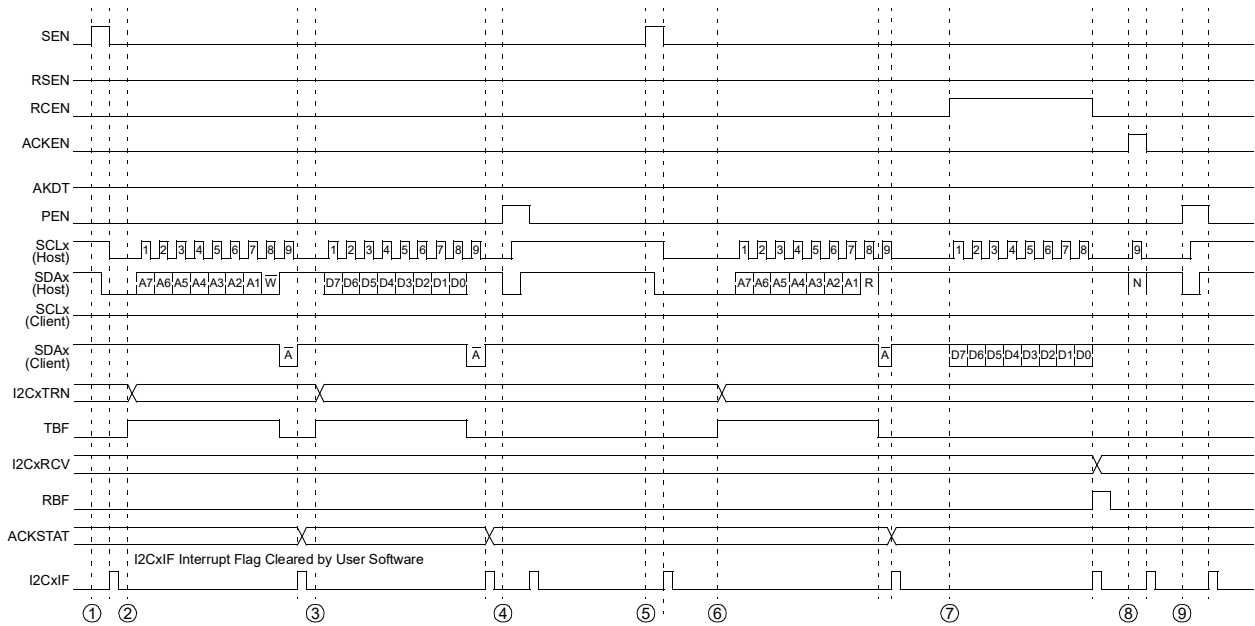 SEN
RSEN
RCEN
ACKEN
AKDT
PEN
SCLx
(Host)
1 2 3 4 5 6 7 8 9 1 2 3 4 5 6 7 8 9 1 2 3 4 5 6 7 8 9 1 2 3 4 5 6 7 8 9
SDAx
(Host)
A7 A6 A5 A4 A3 A2 A1 W̅ D7 D6 D5 D4 D3 D2 D1 D0 A7 A6 A5 A4 A3 A2 A1 R N
SCLx
(Client)
SDAx
(Client)
A̅ A̅ A̅ D7 D6 D5 D4 D3 D2 D1 D0
I2CxTRN
TBF
I2CxRCV
RBF
ACKSTAT
I2CxIF Interrupt Flag Cleared by User Software
I2CxIF
① ② ③ ④ ⑤ ⑥ ⑦ ⑧ ⑨